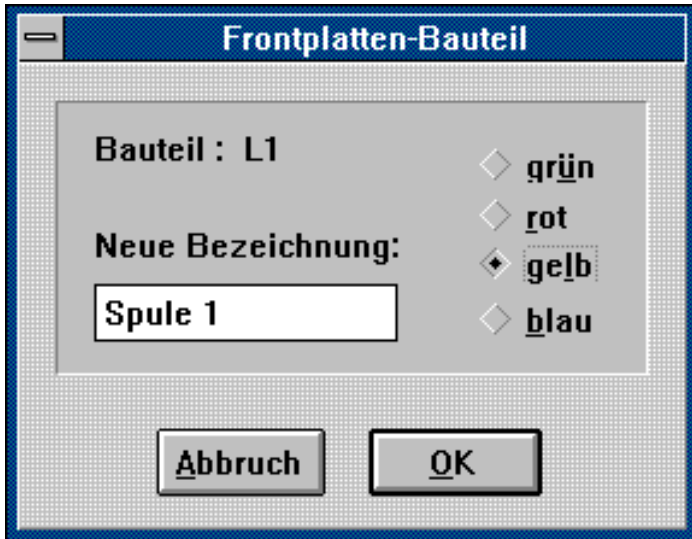 Frontplatten-Bauteil
Bauteil : L1
Neue Bezeichnung:
Spule 1
grün
rot
gelb
blau
Abbruch
OK